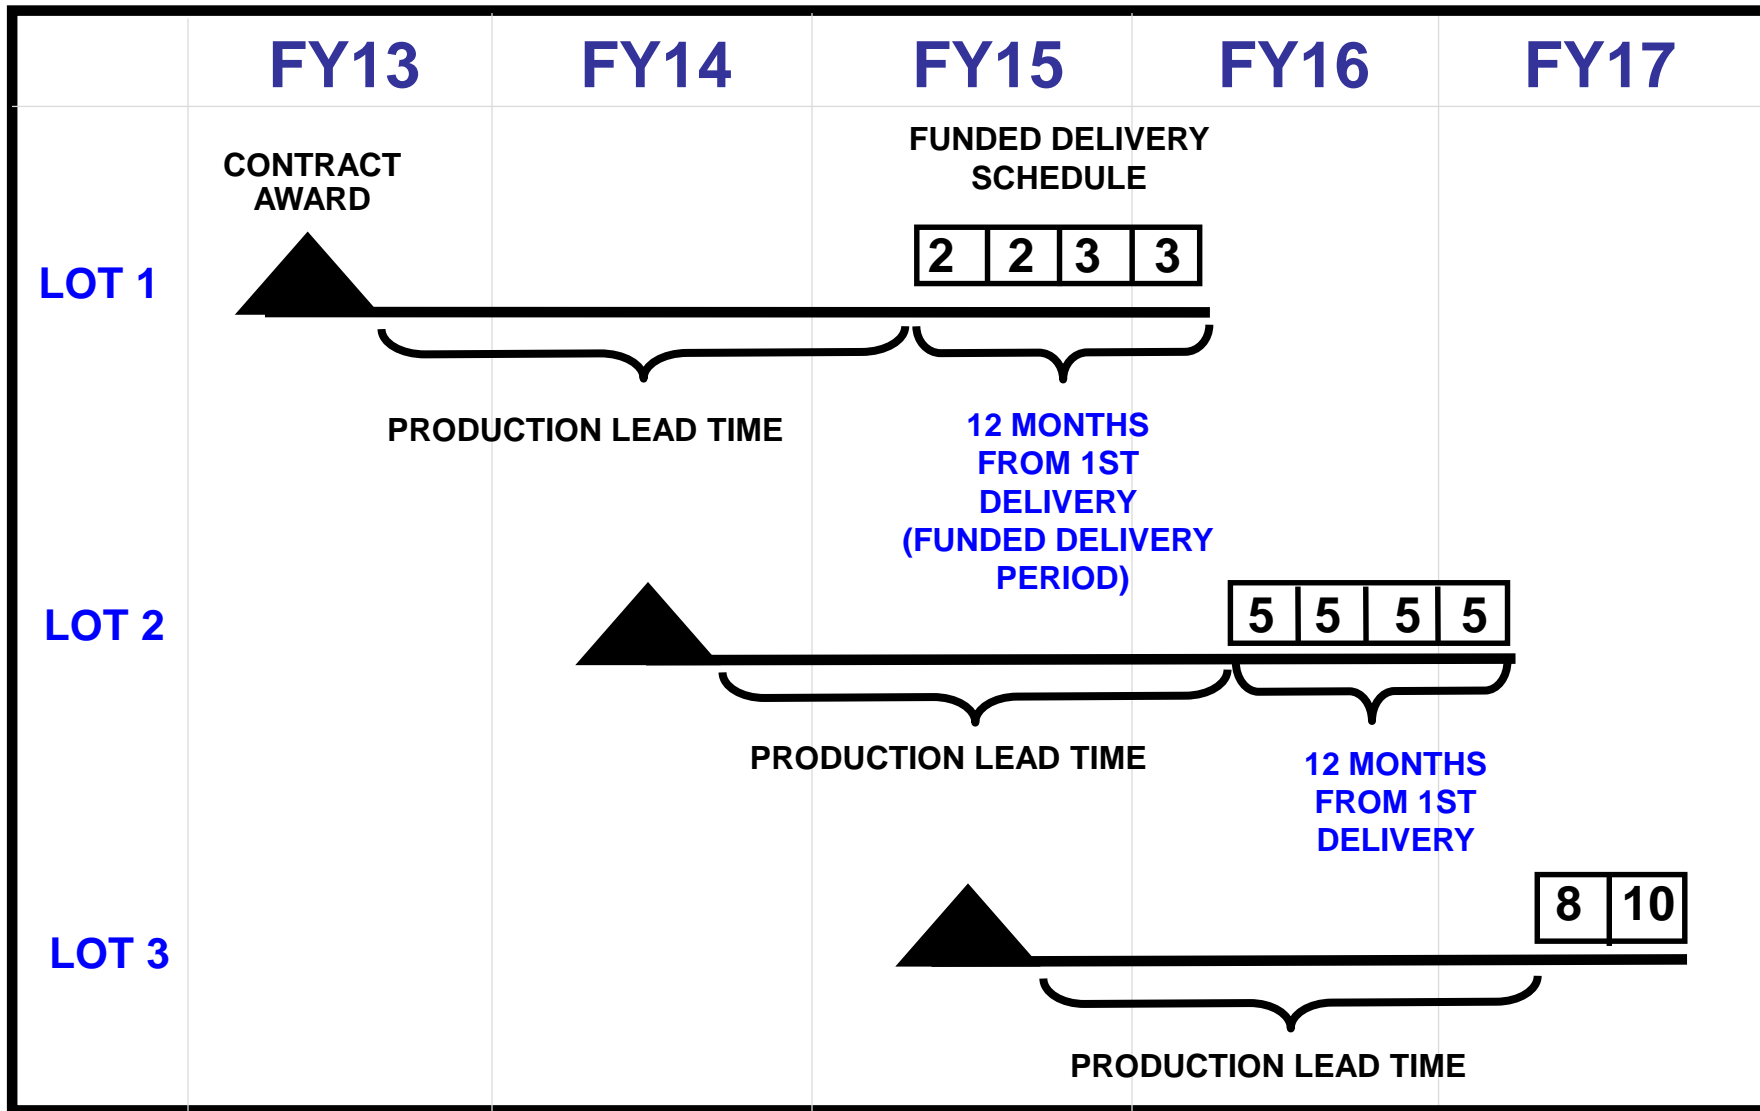 FY13 FY14 FY15 FY16 FY17
CONTRACT
AWARD
FUNDED DELIVERY
SCHEDULE
LOT 1
2 2 3 3
PRODUCTION LEAD TIME
12 MONTHS
FROM 1ST
DELIVERY
(FUNDED DELIVERY
PERIOD)
LOT 2
5 5 5 5
PRODUCTION LEAD TIME
12 MONTHS
FROM 1ST
DELIVERY
LOT 3
8 10
PRODUCTION LEAD TIME